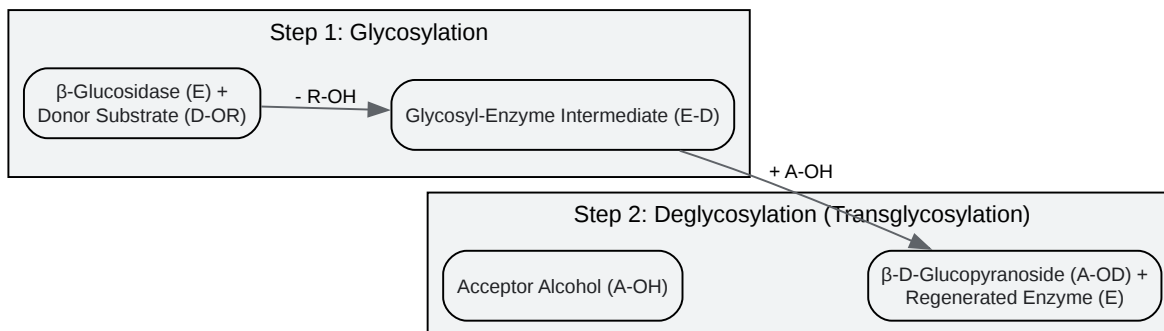 Step 1: Glycosylation
β-Glucosidase (E) +
Donor Substrate (D-OR)
- R-OH
Glycosyl-Enzyme Intermediate (E-D)
+ A-OH
Step 2: Deglycosylation (Transglycosylation)
Acceptor Alcohol (A-OH)
β-D-Glucopyranoside (A-OD) +
Regenerated Enzyme (E)